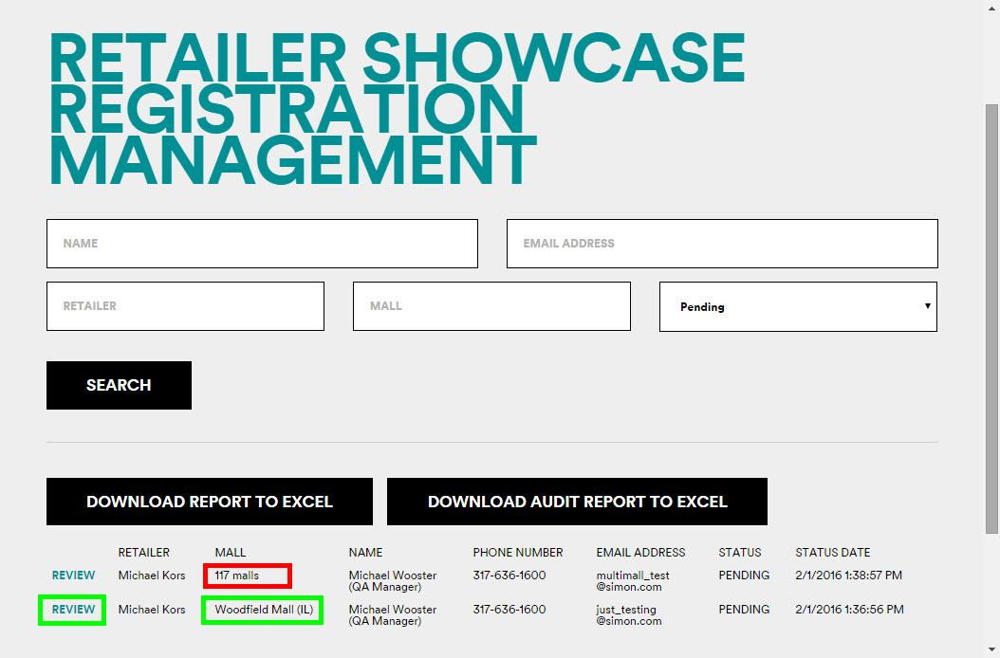 RETAILER SHOWCASE
REGISTRATION
MANAGEMENT
NAME
EMAIL ADDRESS
RETAILER
MALL
Pending
SEARCH
DOWNLOAD REPORT TO EXCEL
DOWNLOAD AUDIT REPORT TO EXCEL
RETAILER MALL NAME PHONE NUMBER EMAIL ADDRESS STATUS STATUS DATE
REVIEW Michael Kors 117 malls Michael Wooster 317-636-1600 multimall_test PENDING 2/1/2016 1:38:57 PM
(QA Manager) @simon.com
REVIEW Michael Kors Woodfield Mall (IL) Michael Wooster 317-636-1600 just_testing PENDING 2/1/2016 1:36:56 PM
(QA Manager) @simon.com